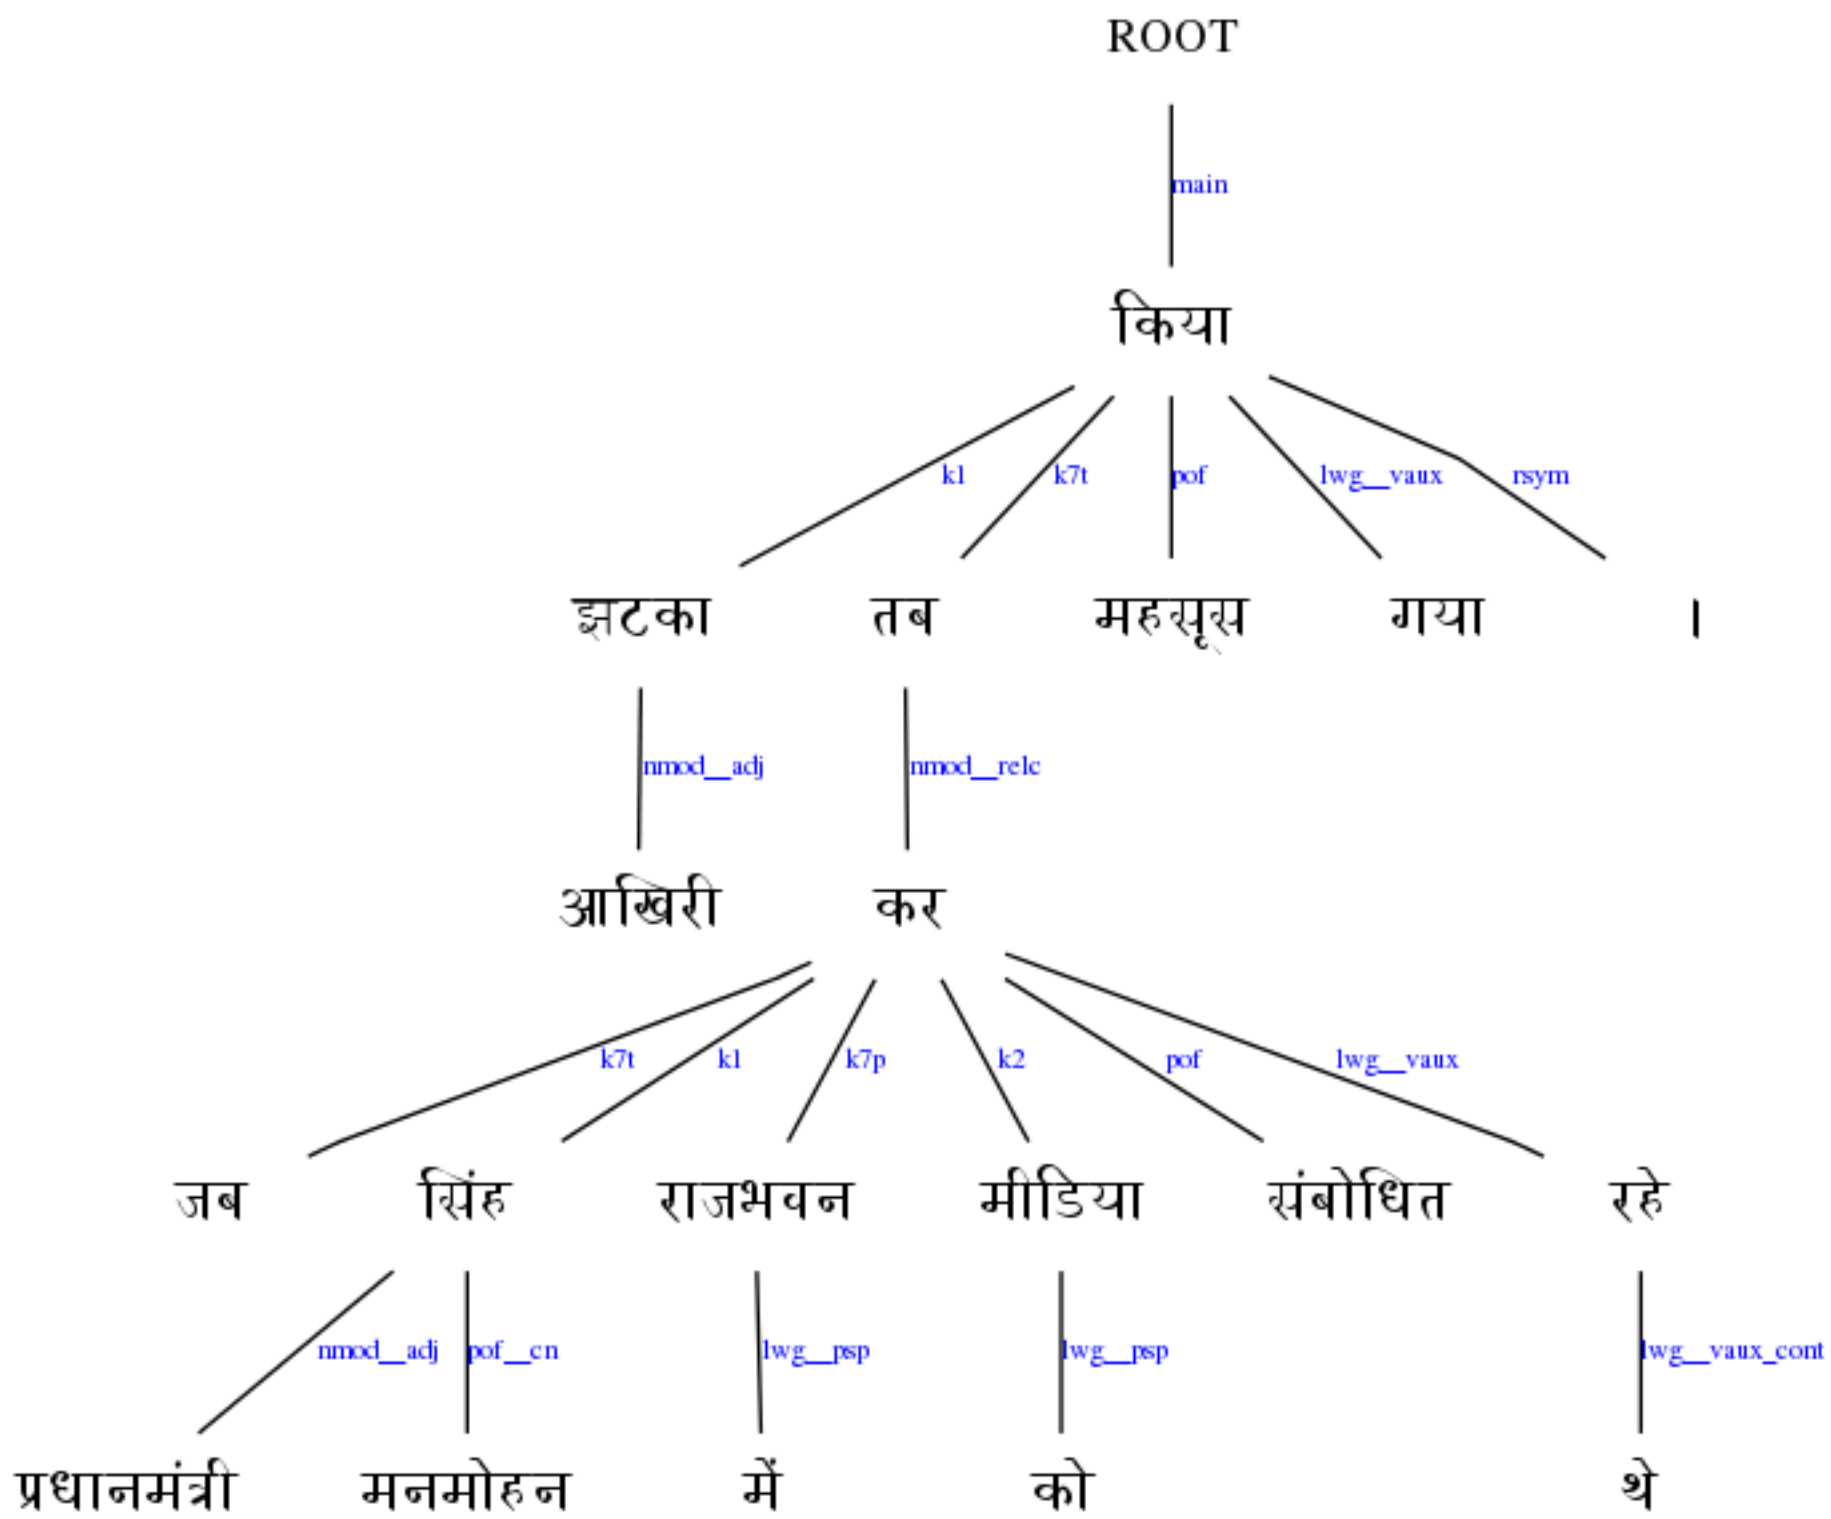 ROOT
main
किया
k1 k7t pof lwg__vaux rsym
झटका तब महसूस गया ।
nmod__adj nmod__relc
आखिरी कर
k7t k1 k7p k2 pof lwg__vaux
जब सिंह राजभवन मीडिया संबोधित रहे
nmod__adj pof__cn lwg__psp lwg__psp lwg__vaux_cont
प्रधानमंत्री मनमोहन में को थे